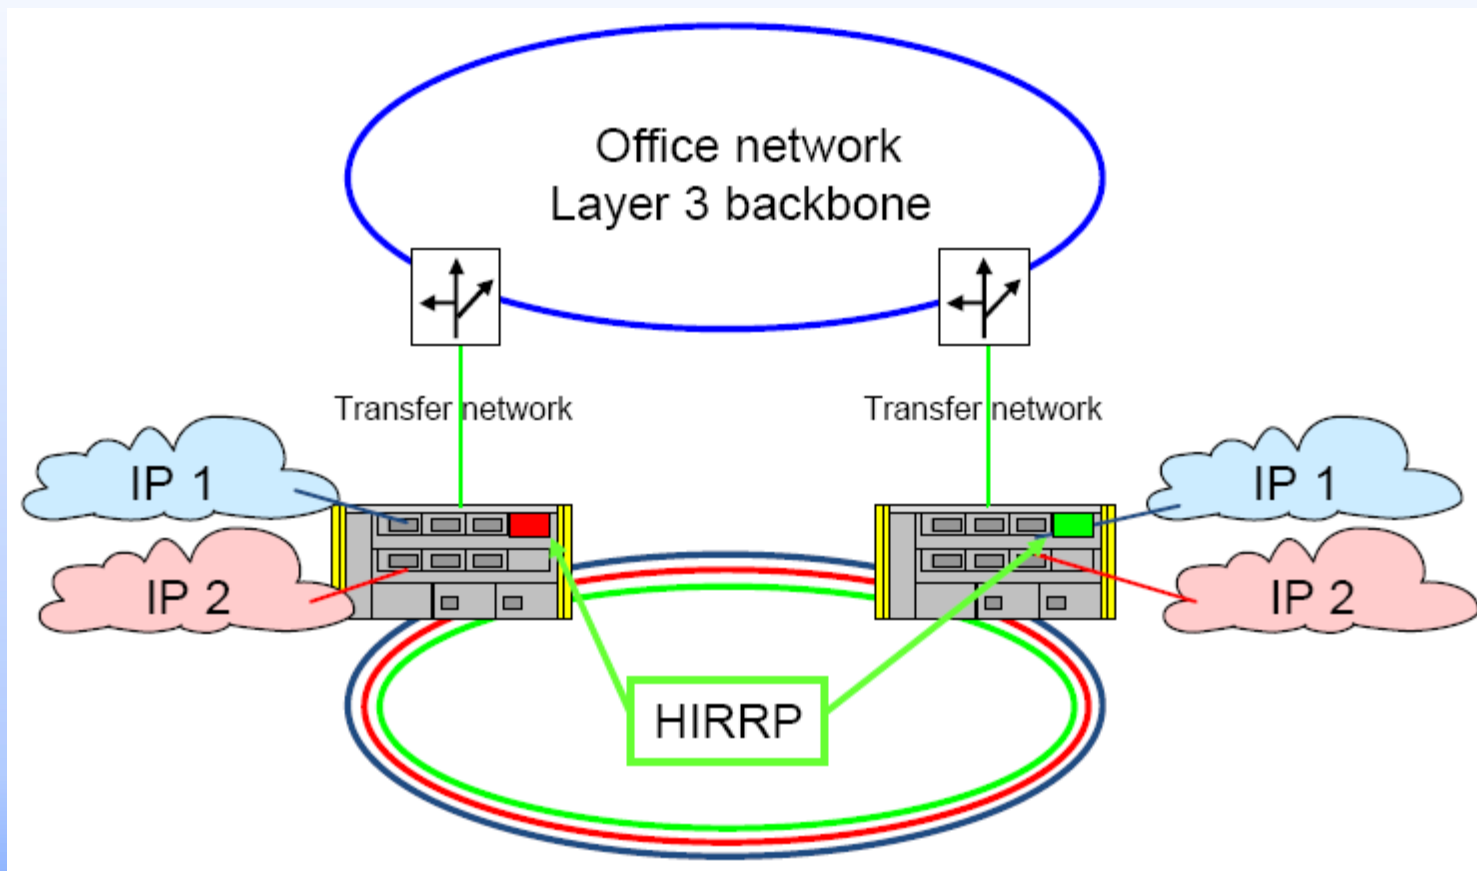 Office network
Layer 3 backbone
Transfer network
Transfer network
IP 1
IP 1
IP 2
IP 2
HIRRP